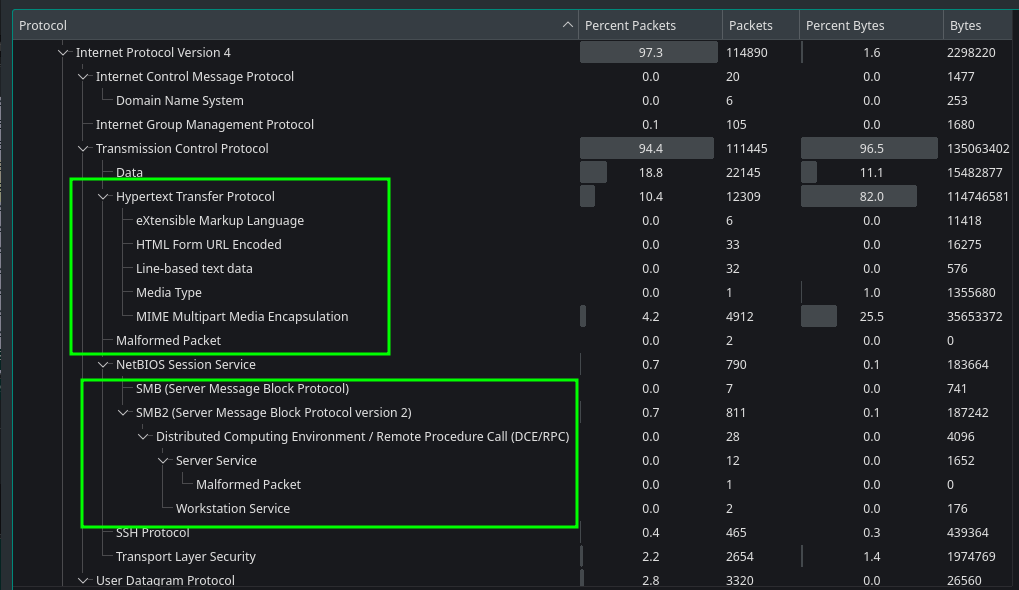 Protocol Percent Packets Packets Percent Bytes Bytes
Internet Protocol Version 4 97.3 114890 1.6 2298220
Internet Control Message Protocol 0.0 20 0.0 1477
Domain Name System 0.0 6 0.0 253
Internet Group Management Protocol 0.1 105 0.0 1680
Transmission Control Protocol 94.4 111445 96.5 135063402
Data 18.8 22145 11.1 15482877
Hypertext Transfer Protocol 10.4 12309 82.0 114746581
eXtensible Markup Language 0.0 6 0.0 11418
HTML Form URL Encoded 0.0 33 0.0 16275
Line-based text data 0.0 32 0.0 576
Media Type 0.0 1 1.0 1355680
MIME Multipart Media Encapsulation 4.2 4912 25.5 35653372
Malformed Packet 0.0 2 0.0 0
NetBIOS Session Service 0.7 790 0.1 183664
SMB (Server Message Block Protocol) 0.0 7 0.0 741
SMB2 (Server Message Block Protocol version 2) 0.7 811 0.1 187242
Distributed Computing Environment / Remote Procedure Call (DCE/RPC) 0.0 28 0.0 4096
Server Service 0.0 12 0.0 1652
Malformed Packet 0.0 1 0.0 0
Workstation Service 0.0 2 0.0 176
SSH Protocol 0.4 465 0.3 439364
Transport Layer Security 2.2 2654 1.4 1974769
User Datagram Protocol 2.8 3320 0.0 26560